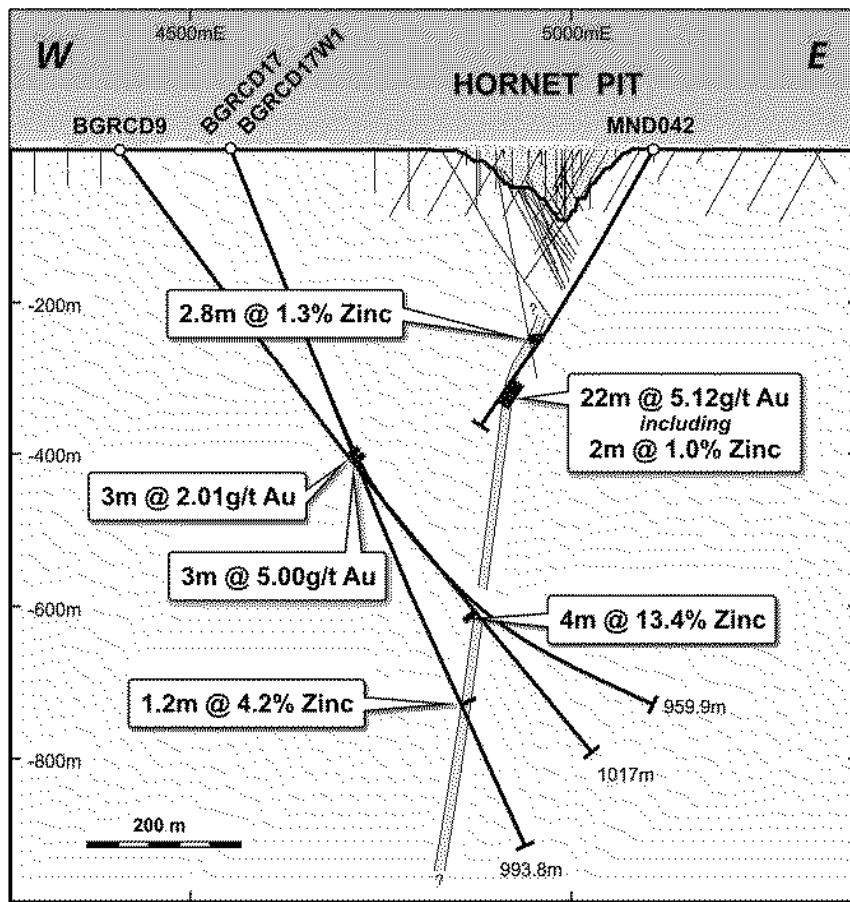 4500mE
5000mE
W
E
HORNET PIT
BGRCD9
BGRCD17
BGRCD17W1
MND042
-200m
?
2.8m @ 1.3% Zinc
22m @ 5.12g/t Au
including
2m @ 1.0% Zinc
-400m
3m @ 2.01g/t Au
3m @ 5.00g/t Au
-600m
4m @ 13.4% Zinc
1.2m @ 4.2% Zinc
959.9m
-800m
1017m
200 m
993.8m
?